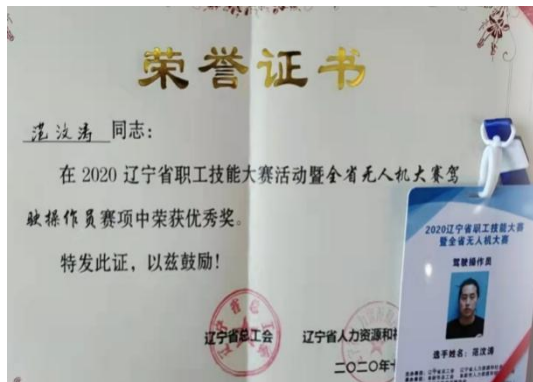 荣誉证书
范汶涛 同志：
在 2020 辽宁省职工技能大赛活动暨全省无人机大赛驾
驶操作员赛项中荣获优秀奖。
特发此证，以兹鼓励！
辽宁省总工会
辽宁省人力资源和社
二〇二〇年十
2020辽宁省职工技能大赛
暨全省无人机大赛
驾驶操作员
选手姓名：范汶涛